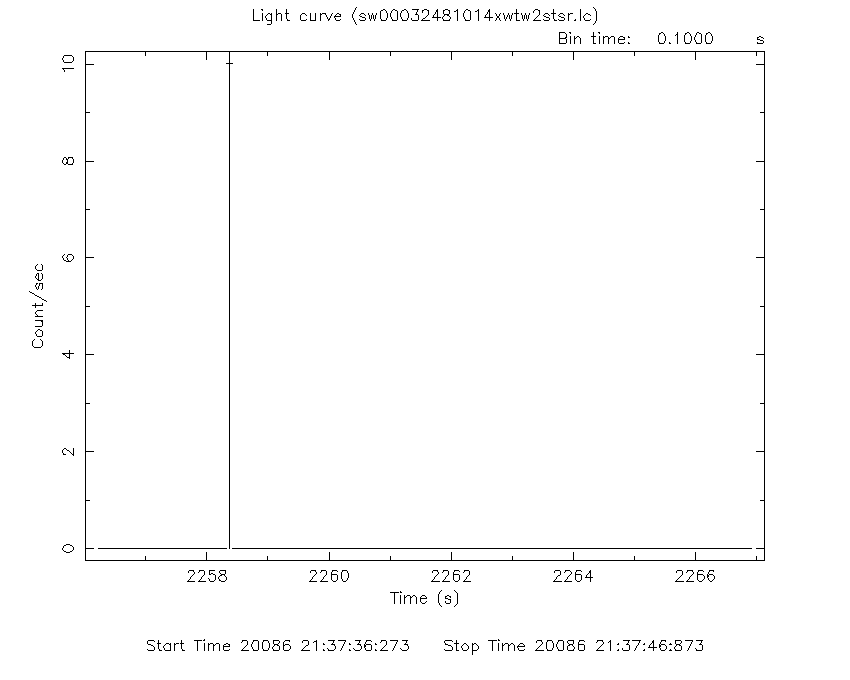 Light curve (sw00032481014xwtw2stsr.lc)
Bin time: 0.1000 s
10
8
6
4
2
0
Count/sec
2258 2260 2262 2264 2266
Time (s)
Start Time 20086 21:37:36:273 Stop Time 20086 21:37:46:873